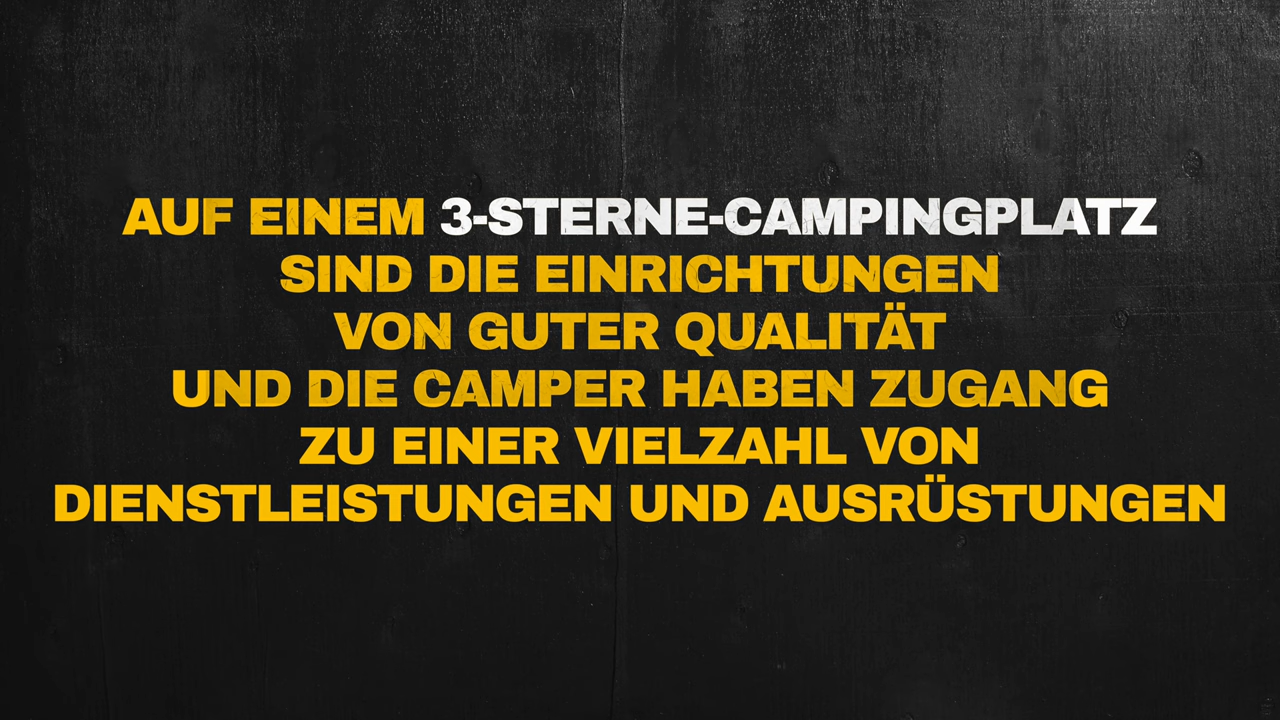 AUF EINEM 3-STERNE-CAMPINGPLATZ
SIND DIE EINRICHTUNGEN
VON GUTER QUALITÄT
UND DIE CAMPER HABEN ZUGANG
ZU EINER VIELZAHL VON
DIENSTLEISTUNGEN UND AUSRÜSTUNGEN